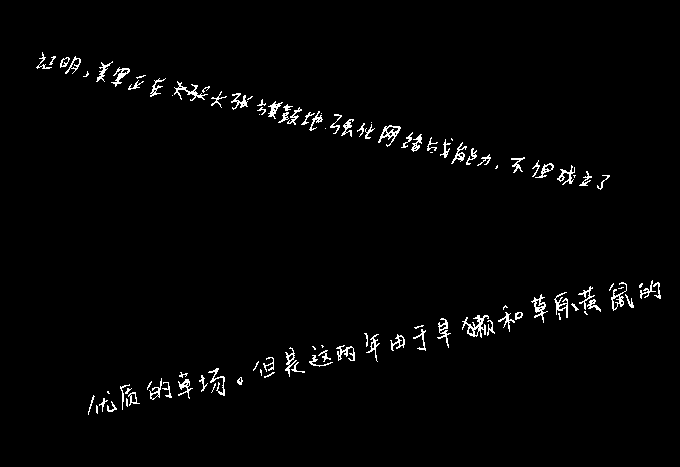 证明,美军正在张大张旗鼓地强化网络战能力,不但成立了
优质的草场。但是这两年由于旱獭和草原黄鼠的